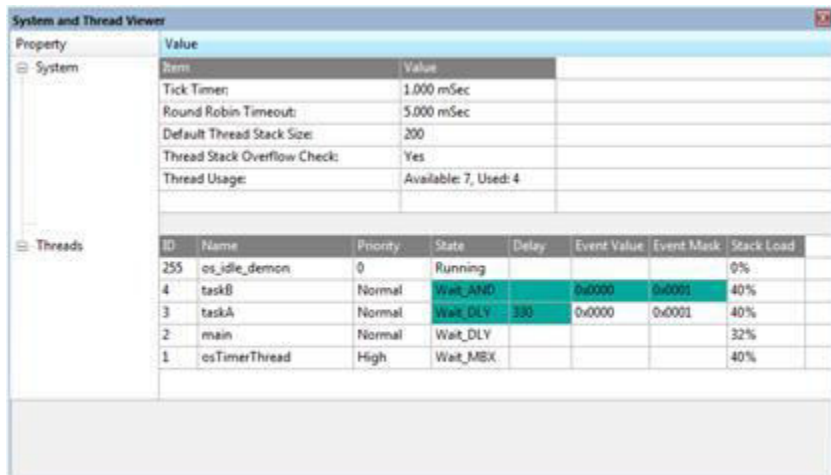 System and Thread Viewer
Property Value
System
Item Value
Tick Timer: 1.000 mSec
Round Robin Timeout: 5.000 mSec
Default Thread Stack Size: 200
Thread Stack Overflow Check: Yes
Thread Usage: Available: 7, Used: 4
Threads
ID Name Priority State Delay Event Value Event Mask Stack Load
255 os_idle_demon 0 Running 0%
4 taskB Normal Wait_AND 0x0000 0x0001 40%
3 taskA Normal Wait_DLY 330 0x0000 0x0001 40%
2 main Normal Wait_DLY 32%
1 osTimerThread High Wait_MBX 40%